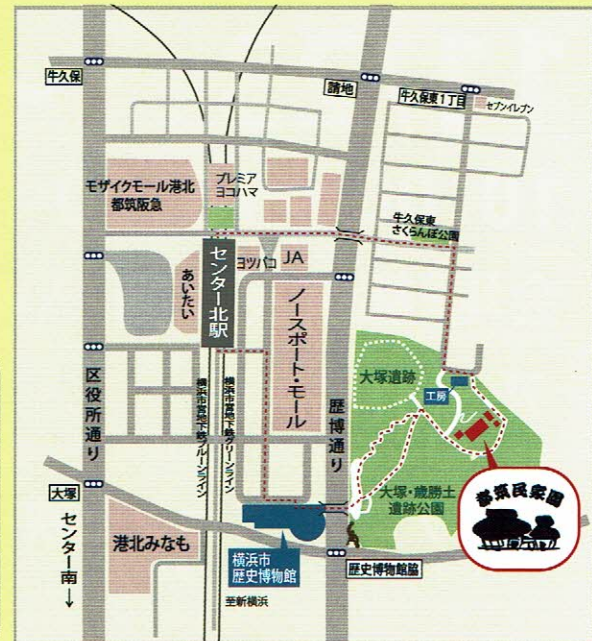 牛久保
請地
牛久保東1丁目
セブンイレブン
モザイクモール港北
都筑阪急
プレミア
ヨコハマ
牛久保東
さくらんぼ公園
センター北駅
ヨツバコ
JA
あいたい
ノースポート・モール
大塚遺跡
工房
区役所通り
横浜市営地下鉄ブルーライン
横浜市営地下鉄グリーンライン
歴博通り
大塚・歳勝土
遺跡公園
都筑民家園
大塚
センター南→
港北みなも
横浜市
歴史博物館
歴史博物館脇
至新横浜